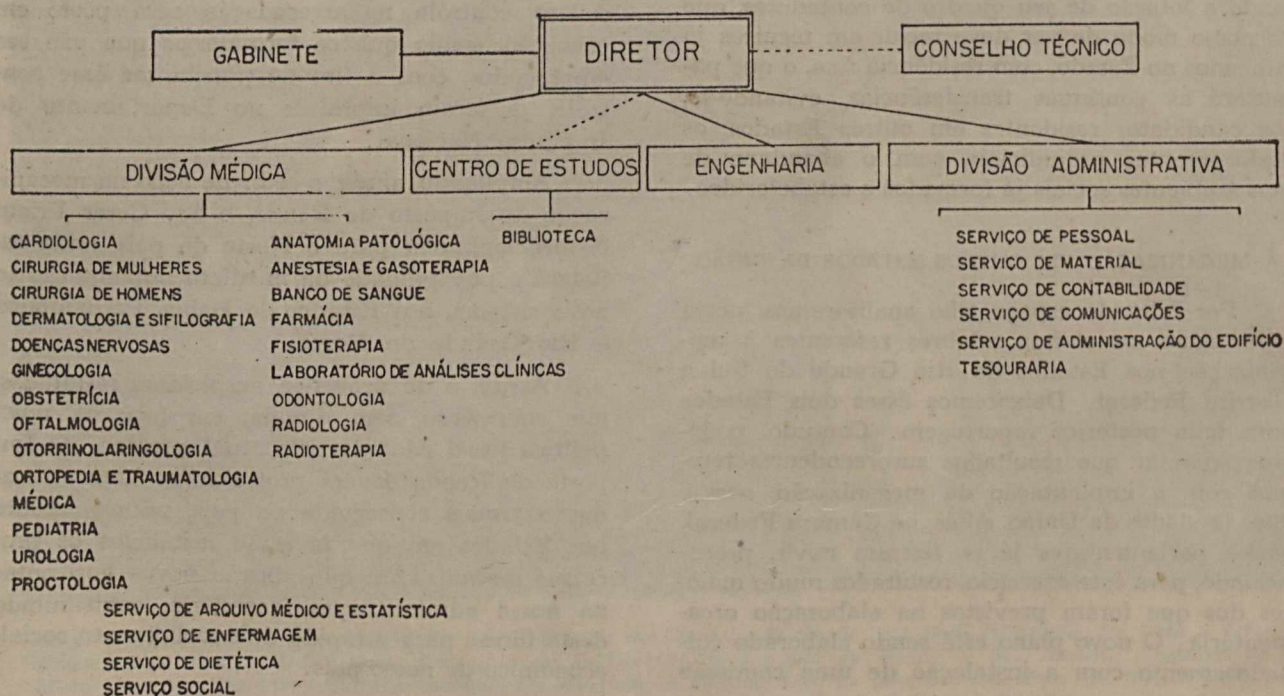 GABINETE
DIRETOR
CONSELHO TÉCNICO
DIVISÃO MÉDICA
CENTRO DE ESTUDOS
ENGENHARIA
DIVISÃO ADMINISTRATIVA
CARDIOLOGIA
CIRURGIA DE MULHERES
CIRURGIA DE HOMENS
DERMATOLOGIA E SIFILOGRAFIA
DOENÇAS NERVOSAS
GINECOLOGIA
OBSTETRÍCIA
OFTALMOLOGIA
OTORRINOLARINGOLOGIA
ORTOPEDIA E TRAUMATOLOGIA
MÉDICA
PEDIATRIA
UROLOGIA
PROCTOLOGIA
ANATOMIA PATOLÓGICA
ANESTESIA E GASOTERAPIA
BANCO DE SANGUE
FARMÁCIA
FISIOTERAPIA
LABORATÓRIO DE ANÁLISES CLÍNICAS
ODONTOLOGIA
RADIOLOGIA
RADIOTERAPIA
SERVIÇO DE ARQUIVO MÉDICO E ESTATÍSTICA
SERVIÇO DE ENFERMAGEM
SERVIÇO DE DIETÉTICA
SERVIÇO SOCIAL
BIBLIOTECA
SERVIÇO DE PESSOAL
SERVIÇO DE MATERIAL
SERVIÇO DE CONTABILIDADE
SERVIÇO DE COMUNICAÇÕES
SERVIÇO DE ADMINISTRAÇÃO DO EDIFÍCIO
TESOURARIA